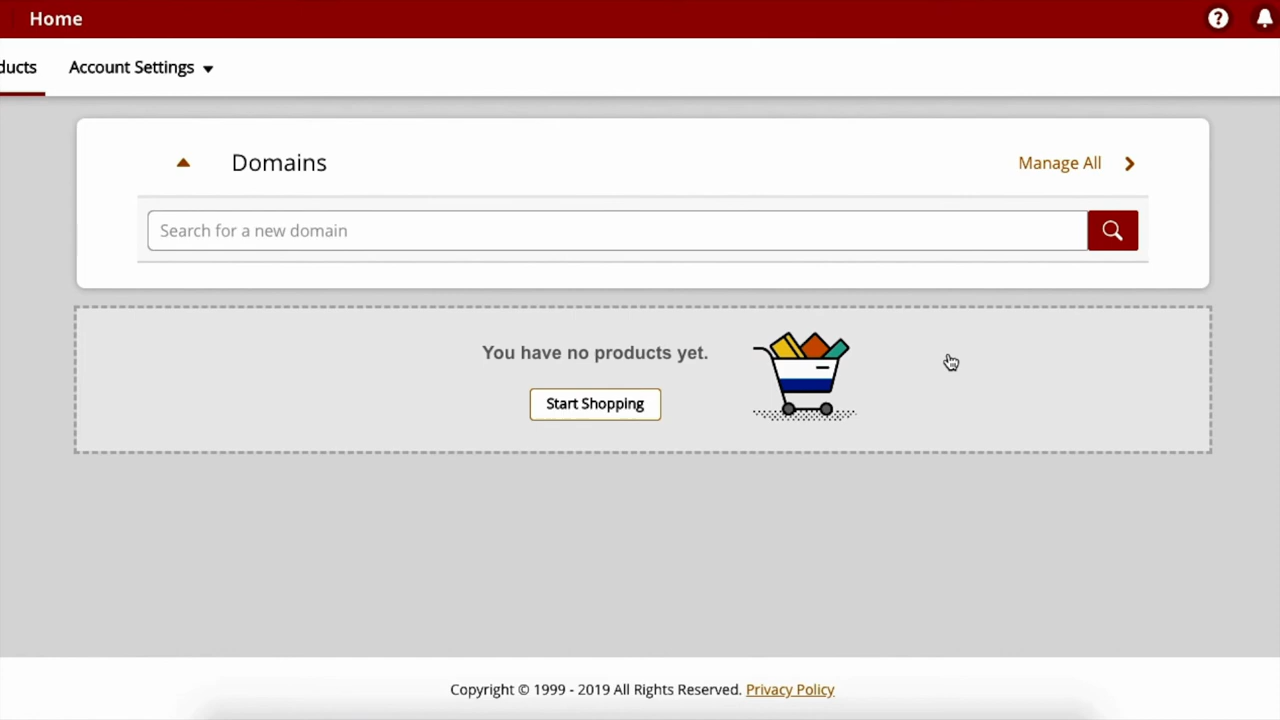 Home
?
ducts
Account Settings
Domains
Manage All
Search for a new domain
You have no products yet.
Start Shopping
Copyright © 1999 - 2019 All Rights Reserved. Privacy Policy